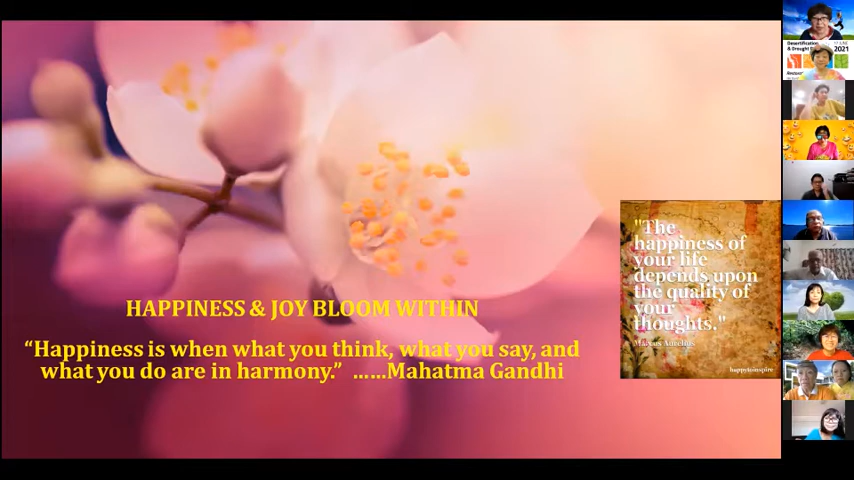 HAPPINESS & JOY BLOOM WITHIN
“Happiness is when what you think, what you say, and
what you do are in harmony.” ……Mahatma Gandhi
"The
happiness of
your life
depends upon
the quality of
your
thoughts."
Marcus Aurelius
happytoinspire
Desertification
& Drought
2021